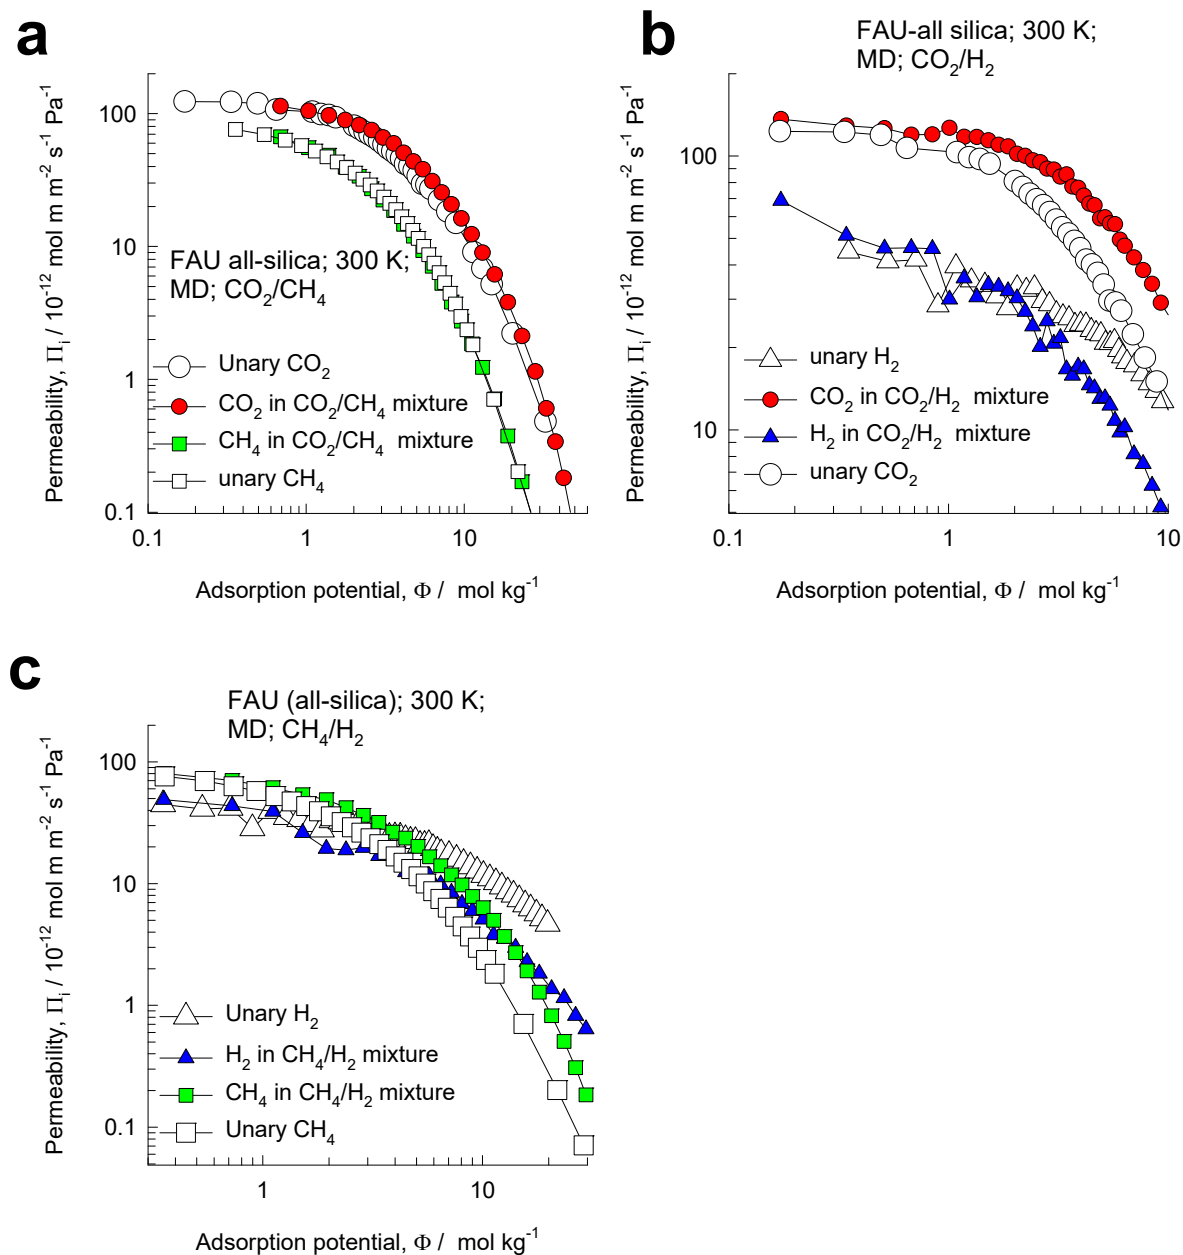 a
FAU all-silica; 300 K;
MD; CO2/CH4
Unary CO2
CO2 in CO2/CH4 mixture
CH4 in CO2/CH4 mixture
unary CH4
Permeability, Πi / 10-12 mol m m-2 s-1 Pa-1
100
10
1
0.1
0.1
1
10
Adsorption potential, Φ / mol kg-1
b
FAU-all silica; 300 K;
MD; CO2/H2
unary H2
CO2 in CO2/H2 mixture
H2 in CO2/H2 mixture
unary CO2
Permeability, Πi / 10-12 mol m m-2 s-1 Pa-1
100
10
0.1
1
10
Adsorption potential, Φ / mol kg-1
c
FAU (all-silica); 300 K;
MD; CH4/H2
Unary H2
H2 in CH4/H2 mixture
CH4 in CH4/H2 mixture
Unary CH4
Permeability, Πi / 10-12 mol m m-2 s-1 Pa-1
100
10
1
0.1
1
10
Adsorption potential, Φ / mol kg-1